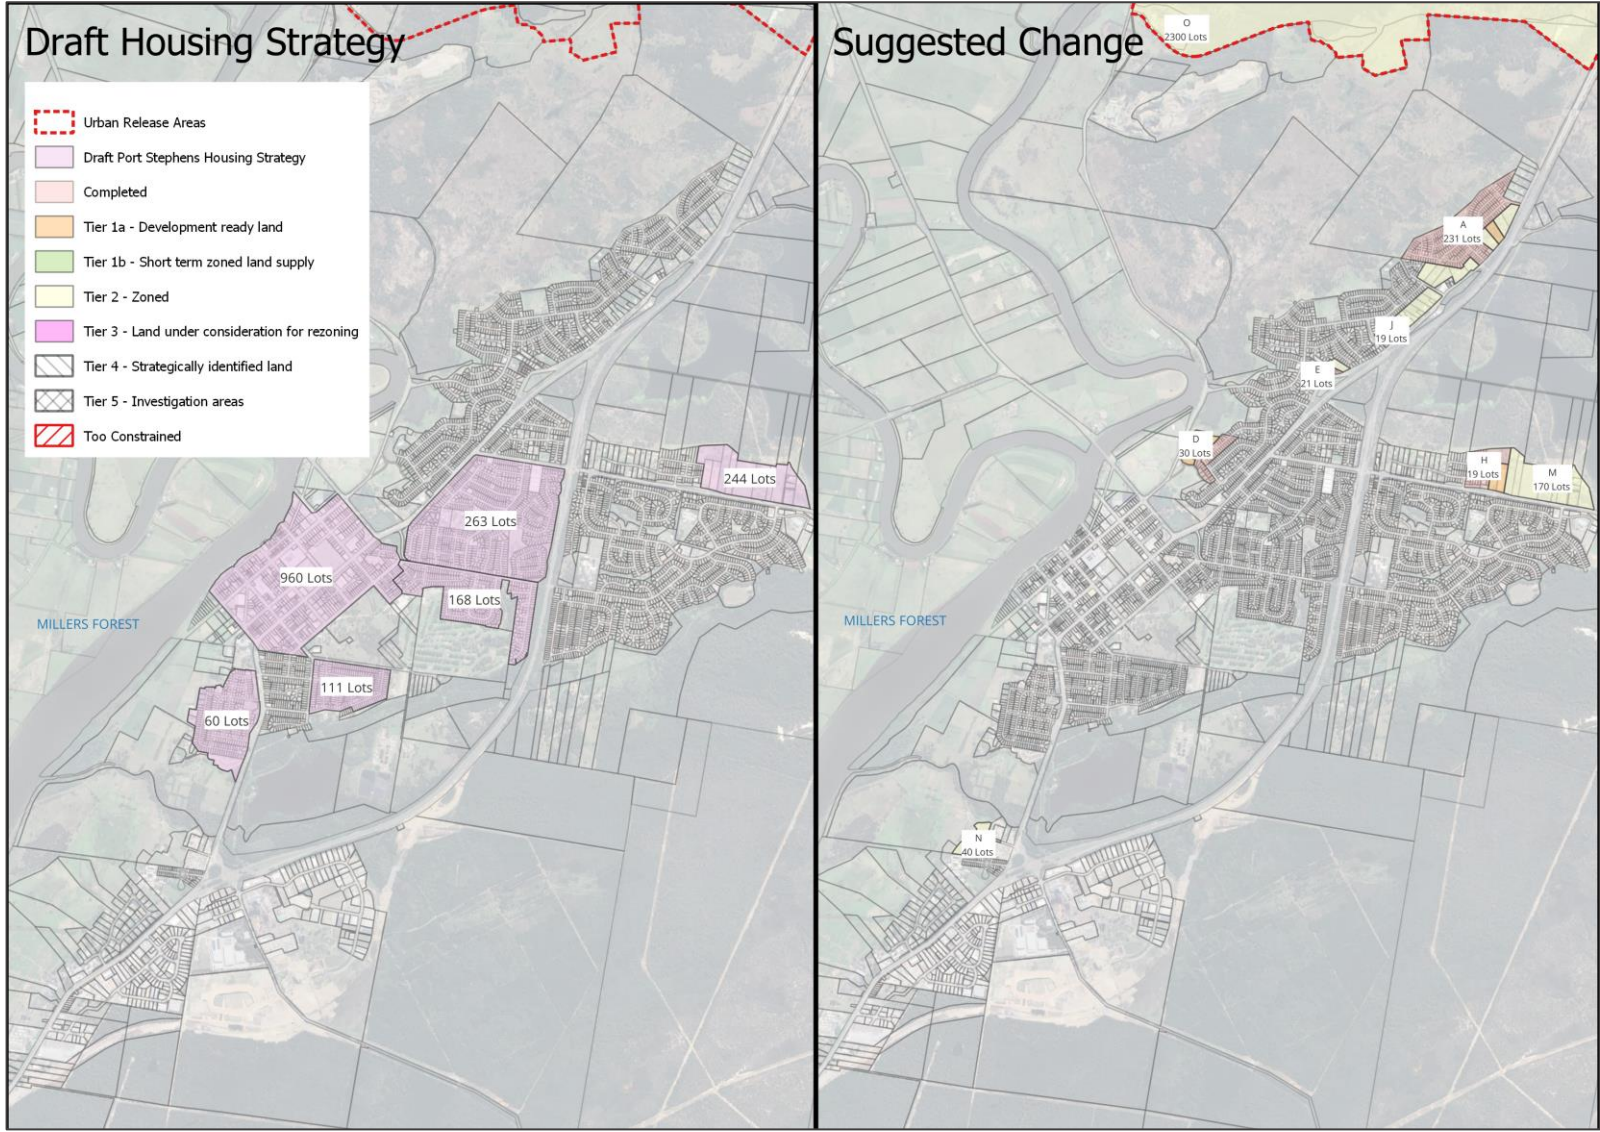 Draft Housing Strategy
Urban Release Areas
Draft Port Stephens Housing Strategy
Completed
Tier 1a - Development ready land
Tier 1b - Short term zoned land supply
Tier 2 - Zoned
Tier 3 - Land under consideration for rezoning
Tier 4 - Strategically identified land
Tier 5 - Investigation areas
Too Constrained
244 Lots
263 Lots
960 Lots
168 Lots
MILLERS FOREST
111 Lots
60 Lots
Suggested Change
O
2300 Lots
A
231 Lots
J
19 Lots
E
21 Lots
D
30 Lots
H
19 Lots
M
170 Lots
MILLERS FOREST
N
40 Lots